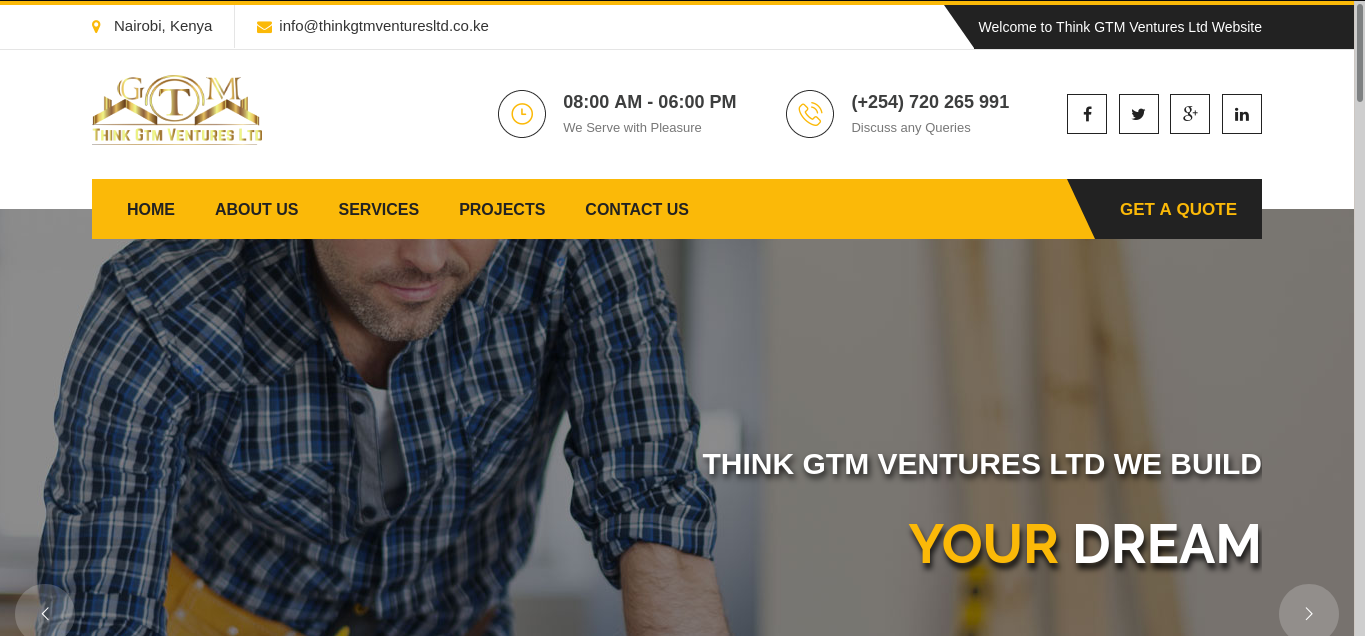 Nairobi, Kenya
info@thinkgtmventuresltd.co.ke
Welcome to Think GTM Ventures Ltd Website
GTM
T
THINK GTM VENTURES LTD
08:00 AM - 06:00 PM
We Serve with Pleasure
(+254) 720 265 991
Discuss any Queries
HOME
ABOUT US
SERVICES
PROJECTS
CONTACT US
GET A QUOTE
THINK GTM VENTURES LTD WE BUILD
YOUR DREAM